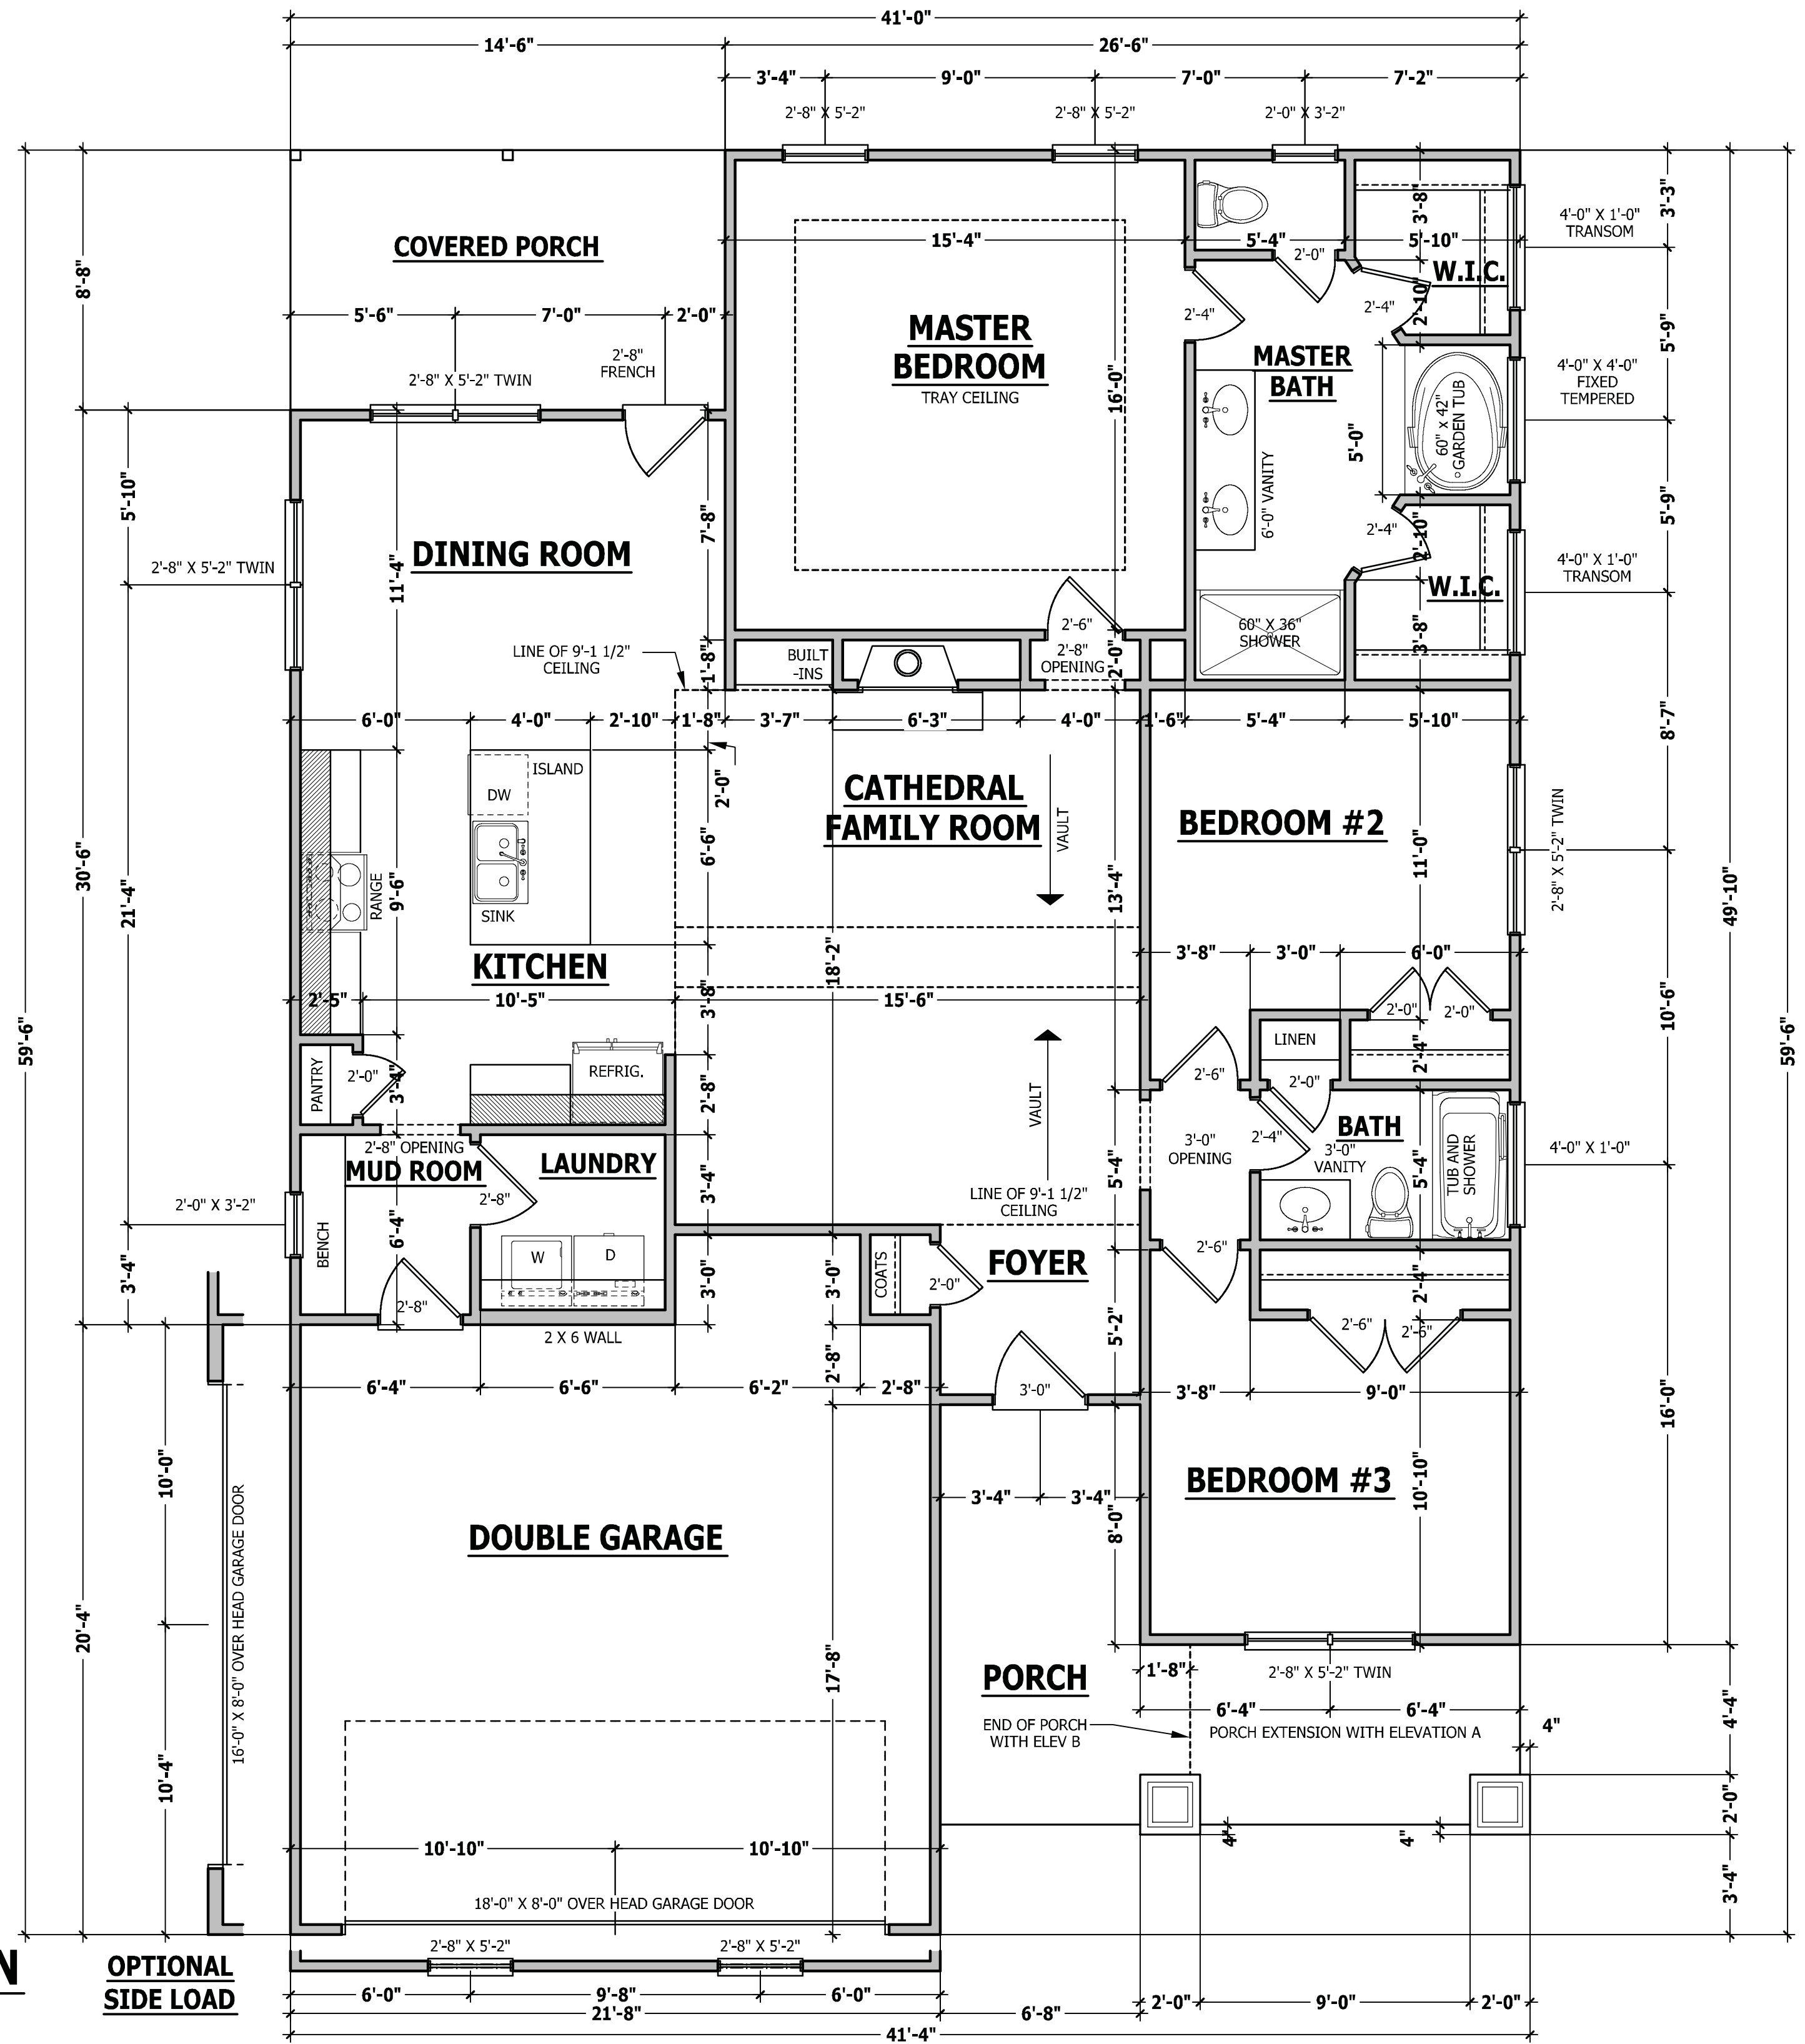 41'-0"
14'-6" 26'-6"
3'-4" 9'-0" 7'-0" 7'-2"
2'-8" X 5'-2" 2'-8" X 5'-2" 2'-0" X 3'-2"
3'-8"
3'-3"
4'-0" X 1'-0"
TRANSOM
COVERED PORCH
15'-4" 5'-4" 5'-10"
2'-0"
W.I.C.
8'-8"
2'-10"
5'-6" 7'-0" 2'-0"
2'-4" 2'-4"
MASTER
BEDROOM
TRAY CEILING
MASTER
BATH
5'-9"
2'-8"
FRENCH
2'-8" X 5'-2" TWIN
4'-0" X 4'-0"
FIXED
TEMPERED
16'-0"
60" X 42"
GARDEN TUB
5'-0"
6'-0" VANITY
5'-10"
7'-8"
5'-9"
2'-4"
2'-10"
DINING ROOM
11'-4"
2'-8" X 5'-2" TWIN
4'-0" X 1'-0"
TRANSOM
W.I.C.
2'-6"
60" X 36"
SHOWER
3'-8"
LINE OF 9'-1 1/2"
CEILING
1'-8"
BUILT
-INS
2'-8"
OPENING
2'-0"
6'-0" 4'-0" 2'-10" 1'-8" 3'-7" 6'-3" 4'-0" 1'-6" 5'-4" 5'-10"
8'-7"
ISLAND
DW
2'-0"
CATHEDRAL
FAMILY ROOM
VAULT
BEDROOM #2
11'-0"
2'-8" X 5'-2" TWIN
30'-6"
21'-4"
RANGE
9'-6"
SINK
6'-6"
13'-4"
49'-10"
KITCHEN
18'-2"
3'-8" 3'-0" 6'-0"
2'-5" 10'-5" 3'-8" 15'-6"
2'-0" 2'-0"
10'-6"
59'-6"
59'-6"
LINEN
2'-4"
PANTRY
2'-0"
3'-4"
REFRIG.
2'-8"
VAULT
2'-6" 2'-0"
2'-8" OPENING
MUD ROOM
LAUNDRY
3'-0"
OPENING
2'-4"
BATH
3'-0"
VANITY
TUB AND
SHOWER
4'-0" X 1'-0"
5'-4"
5'-4"
3'-4"
2'-8"
2'-0" X 3'-2"
LINE OF 9'-1 1/2"
CEILING
BENCH
6'-4"
W D
COATS
2'-0"
FOYER
2'-6"
3'-4"
3'-0"
3'-0"
2'-4"
2'-8"
2 X 6 WALL
5'-2"
2'-6" 2'-6"
2'-8"
6'-4" 6'-6" 6'-2" 2'-8"
3'-0"
3'-8" 9'-0"
16'-0"
10'-0"
3'-4" 3'-4"
8'-0"
BEDROOM #3
10'-10"
DOUBLE GARAGE
16'-0" X 8'-0" OVER HEAD GARAGE DOOR
20'-4"
17'-8"
PORCH
1'-8"
2'-8" X 5'-2" TWIN
6'-4" 6'-4"
END OF PORCH
WITH ELEV B
PORCH EXTENSION WITH ELEVATION A
4'-4"
4"
10'-4"
2'-0"
10'-10" 10'-10"
4" 4"
3'-4"
18'-0" X 8'-0" OVER HEAD GARAGE DOOR
2'-8" X 5'-2" 2'-8" X 5'-2"
N
OPTIONAL
SIDE LOAD
6'-0" 9'-8" 6'-0"
2'-0" 9'-0" 2'-0"
21'-8" 6'-8"
41'-4"